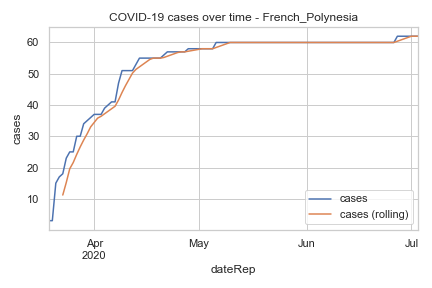 COVID-19 cases over time - French_Polynesia
60
50
40
30
20
10
cases
Apr
2020
May
Jun
Jul
dateRep
cases
cases (rolling)